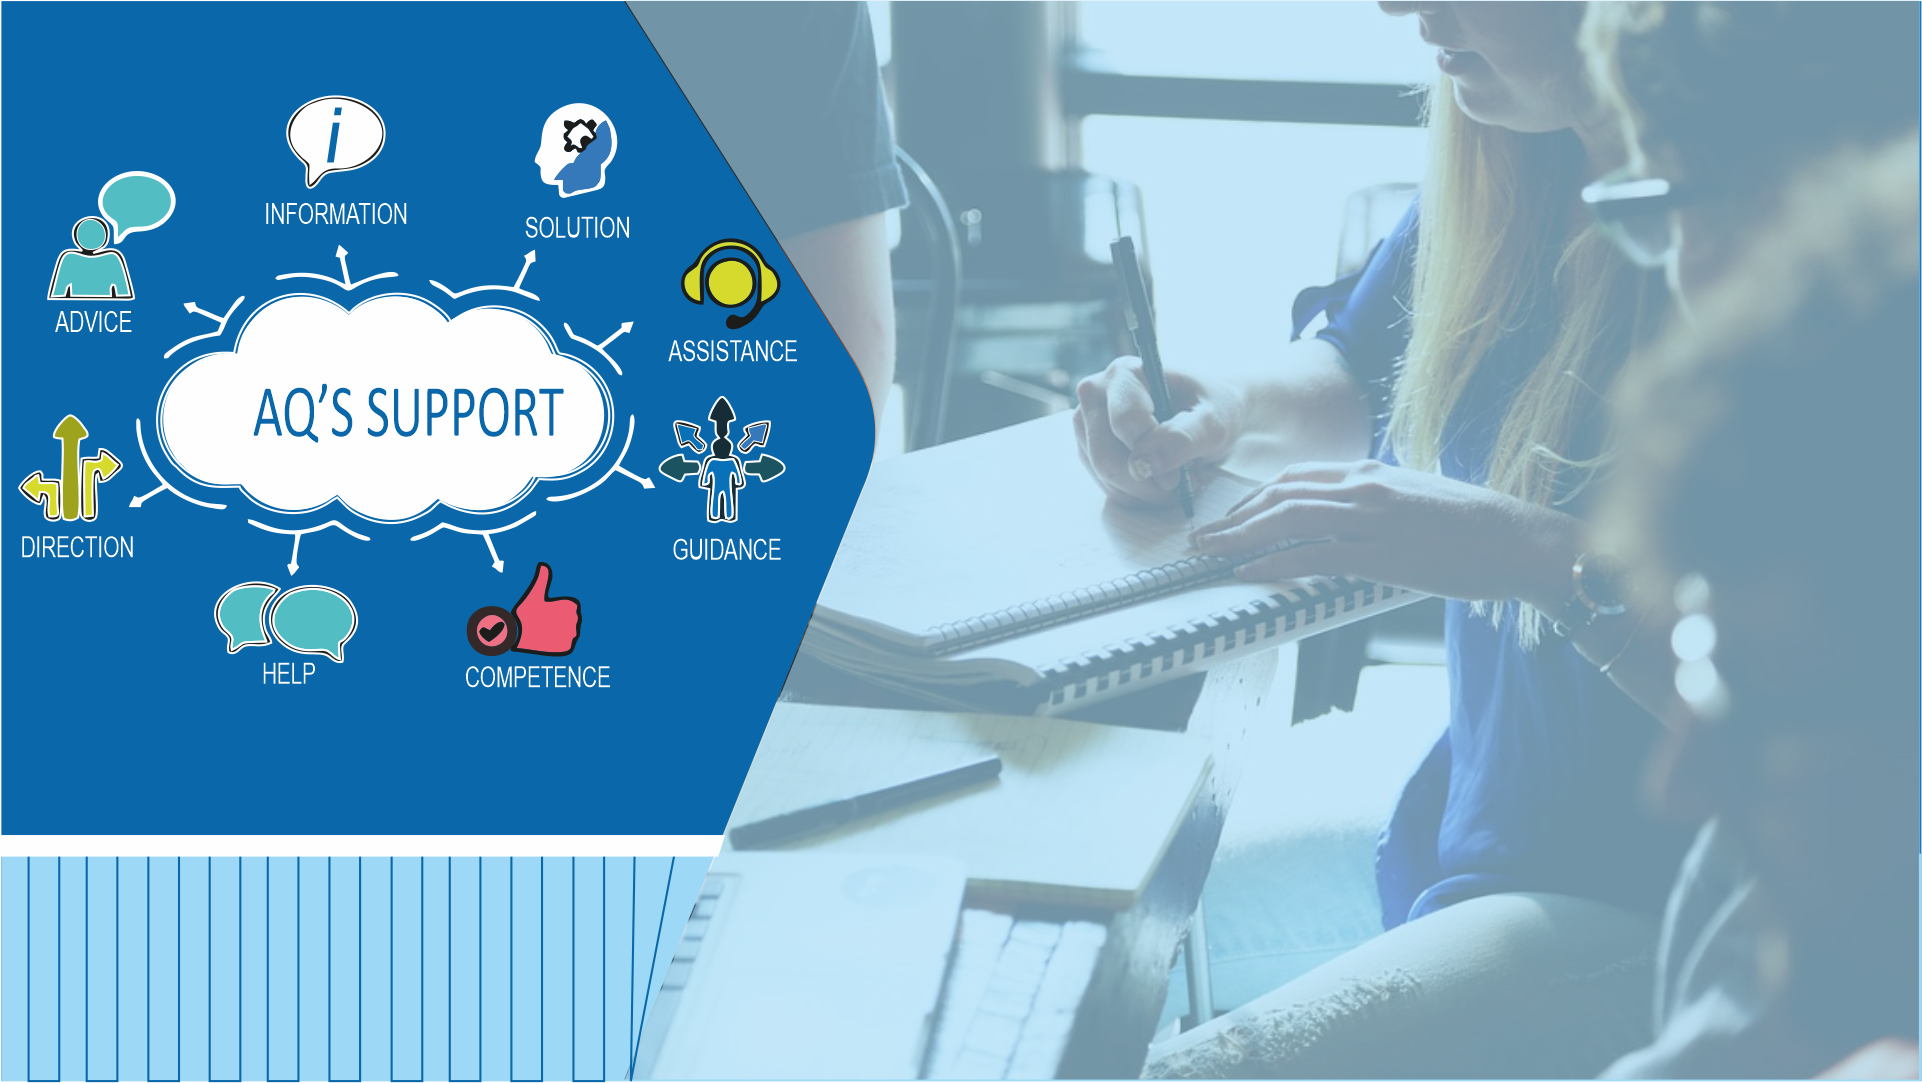 i
INFORMATION
SOLUTION
ADVICE
ASSISTANCE
AQ'S SUPPORT
DIRECTION
GUIDANCE
HELP
COMPETENCE